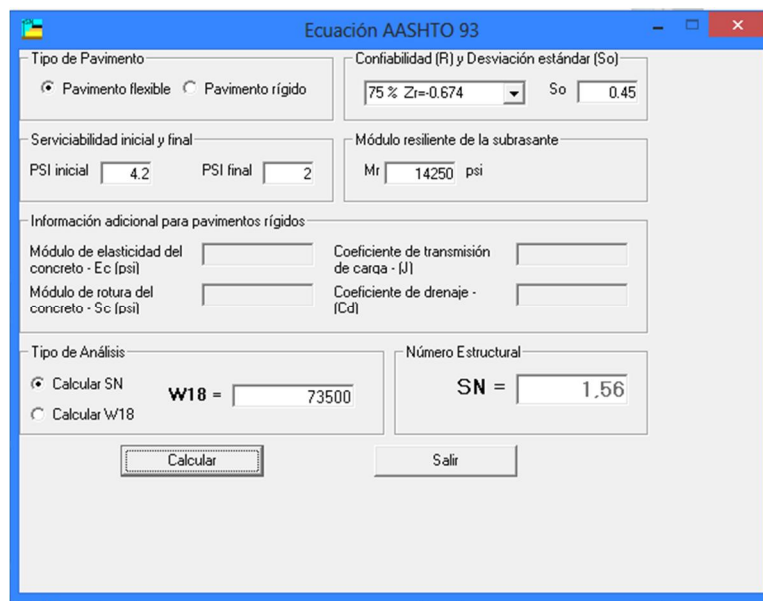 Ecuación AASHTO 93
Tipo de Pavimento
Pavimento flexible Pavimento rígido
Confiabilidad (R) y Desviación estándar (So)
75 % Zr=-0.674 So 0.45
Serviciabilidad inicial y final
PSI inicial 4.2 PSI final 2
Módulo resiliente de la subrasante
Mr 14250 psi
Información adicional para pavimentos rígidos
Módulo de elasticidad del
concreto - Ec (psi)
Coeficiente de transmisión
de carga - (J)
Módulo de rotura del
concreto - Sc (psi)
Coeficiente de drenaje -
(Cd)
Tipo de Análisis
Calcular SN
W18 = 73500
Calcular W18
Número Estructural
SN = 1,56
Calcular Salir